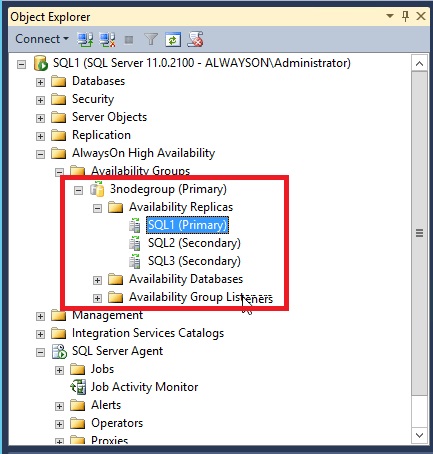 Object Explorer
Connect
SQL1 (SQL Server 11.0.2100 - ALWAYSON\Administrator)
Databases
Security
Server Objects
Replication
AlwaysOn High Availability
Availability Groups
3nodegroup (Primary)
Availability Replicas
SQL1 (Primary)
SQL2 (Secondary)
SQL3 (Secondary)
Availability Databases
Availability Group Listeners
Management
Integration Services Catalogs
SQL Server Agent
Jobs
Job Activity Monitor
Alerts
Operators
Proxies